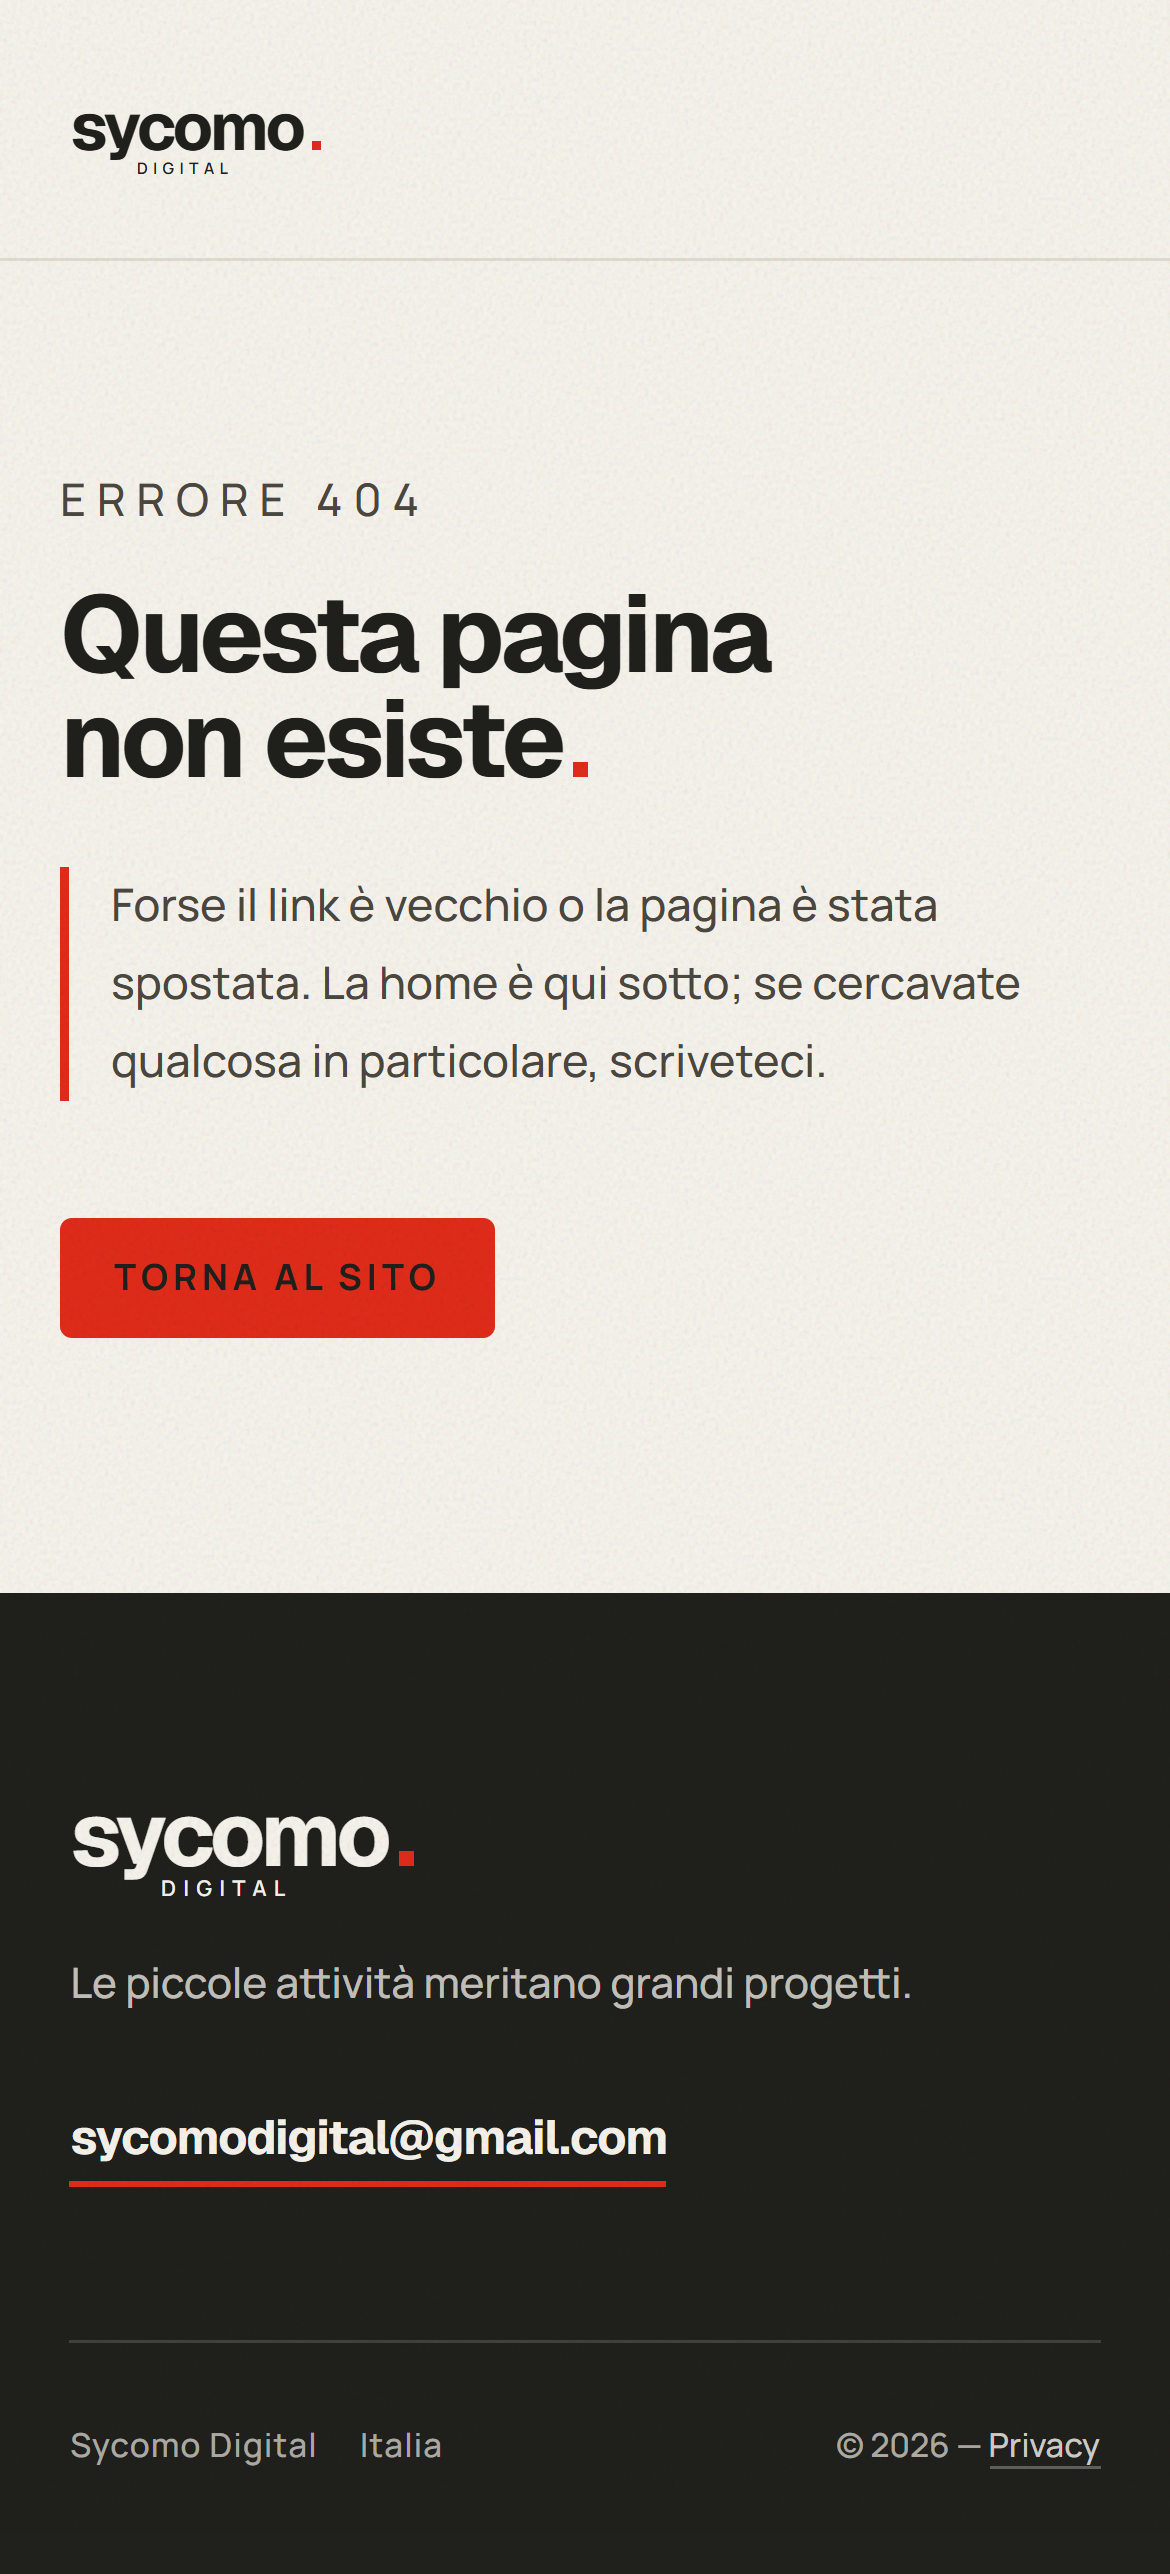 sycomo.
DIGITAL
ERRORE 404
Questa pagina
non esiste.
Forse il link è vecchio o la pagina è stata
spostata. La home è qui sotto; se cercavate
qualcosa in particolare, scriveteci.
TORNA AL SITO
sycomo.
DIGITAL
Le piccole attività meritano grandi progetti.
sycomodigital@gmail.com
Sycomo Digital Italia © 2026 — Privacy